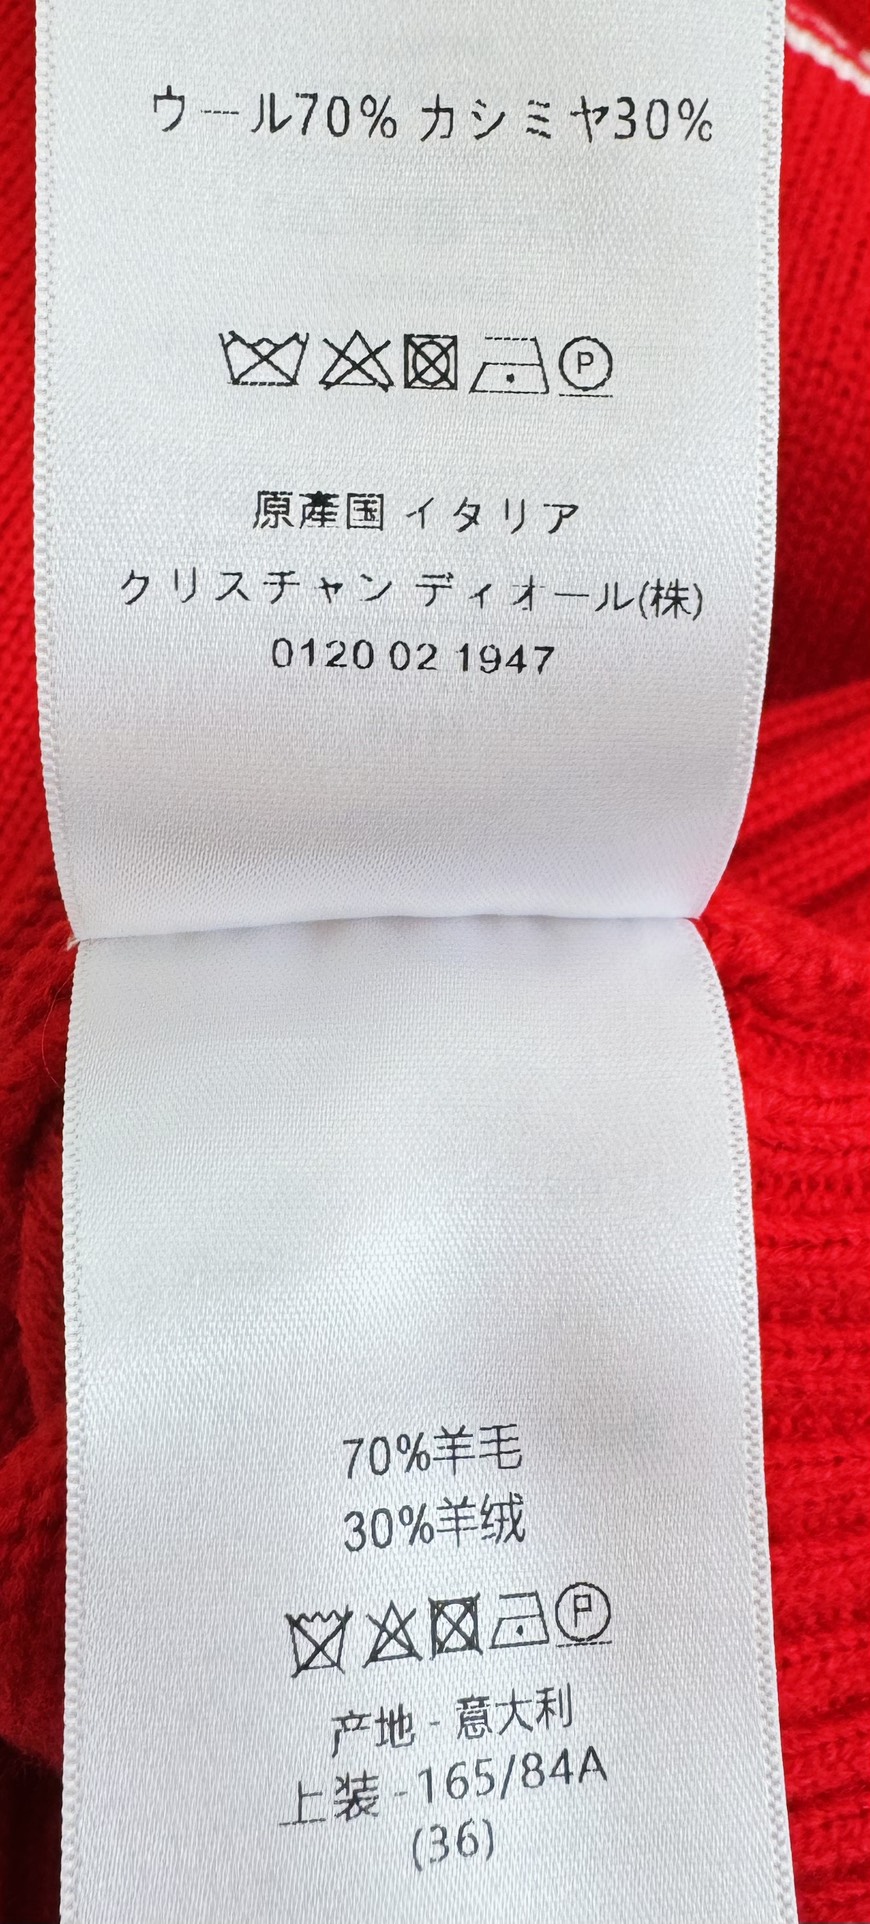 ウール70% カシミヤ30%
P
原産国 イタリア
クリスチャン ディオール(株)
0120 02 1947
70%羊毛
30%羊绒
P
产地 - 意大利
上装 - 165/84A
(36)